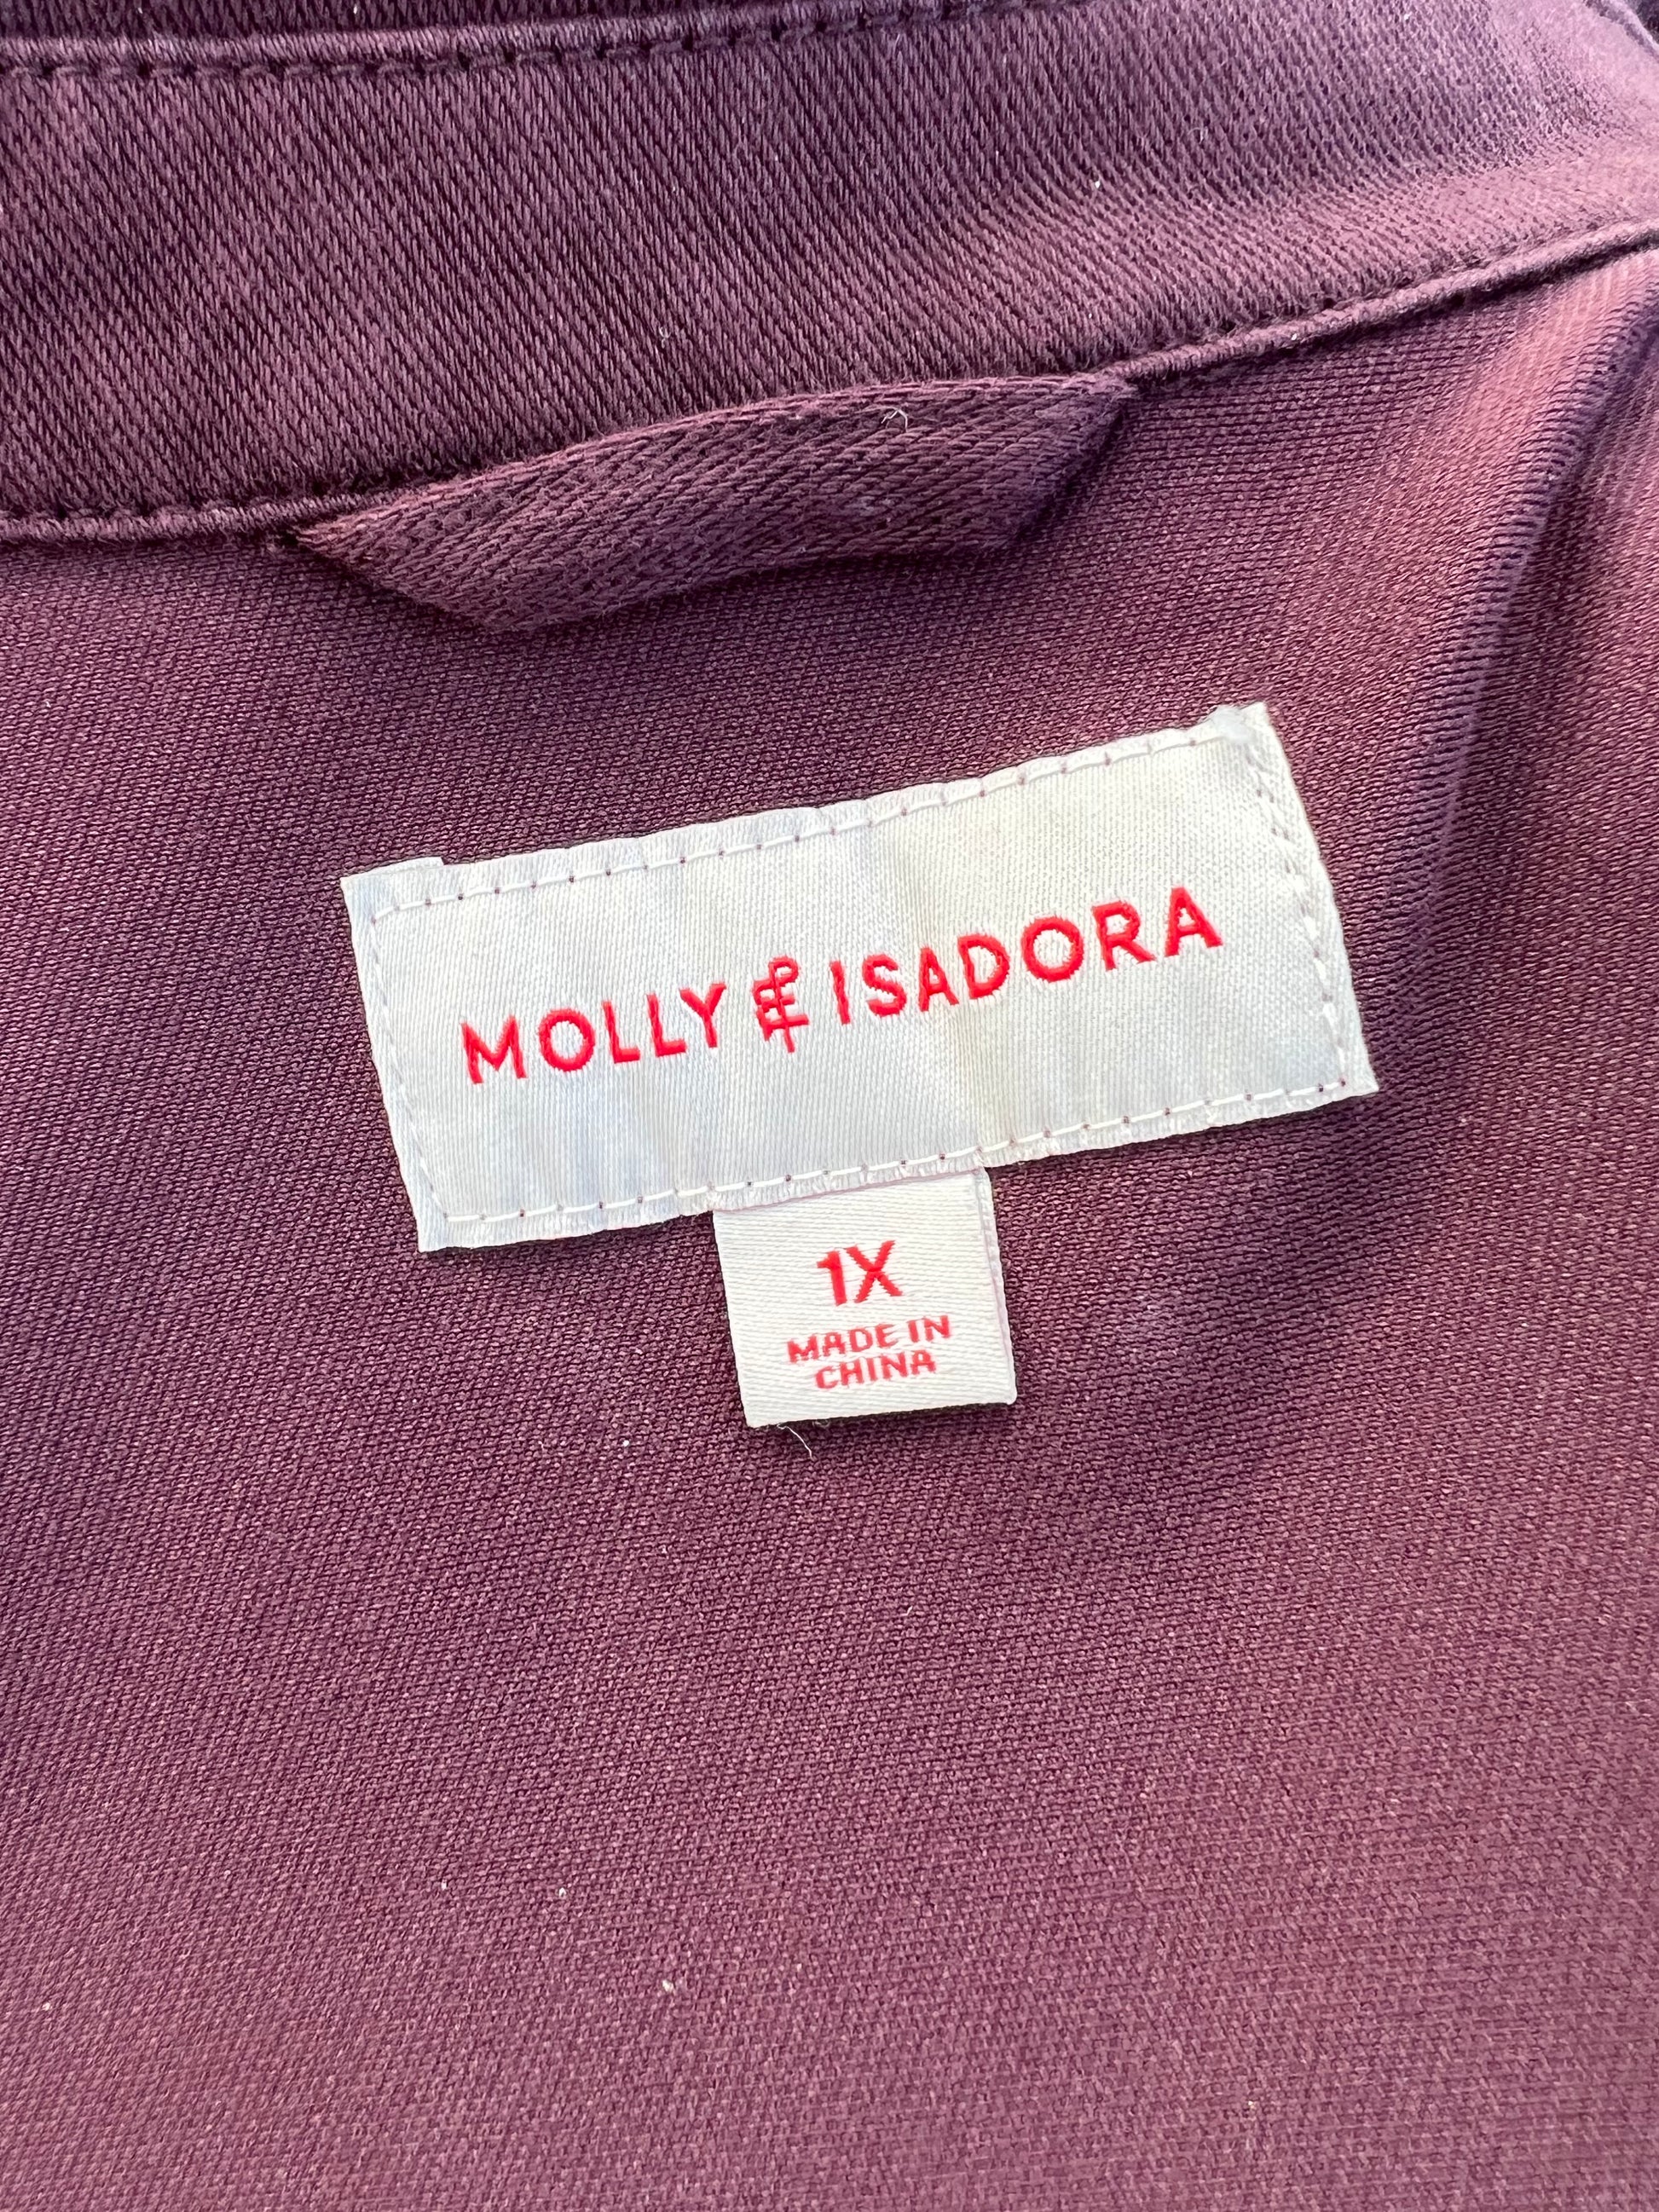 MOLLY & ISADORA
1X
MADE IN
CHINA